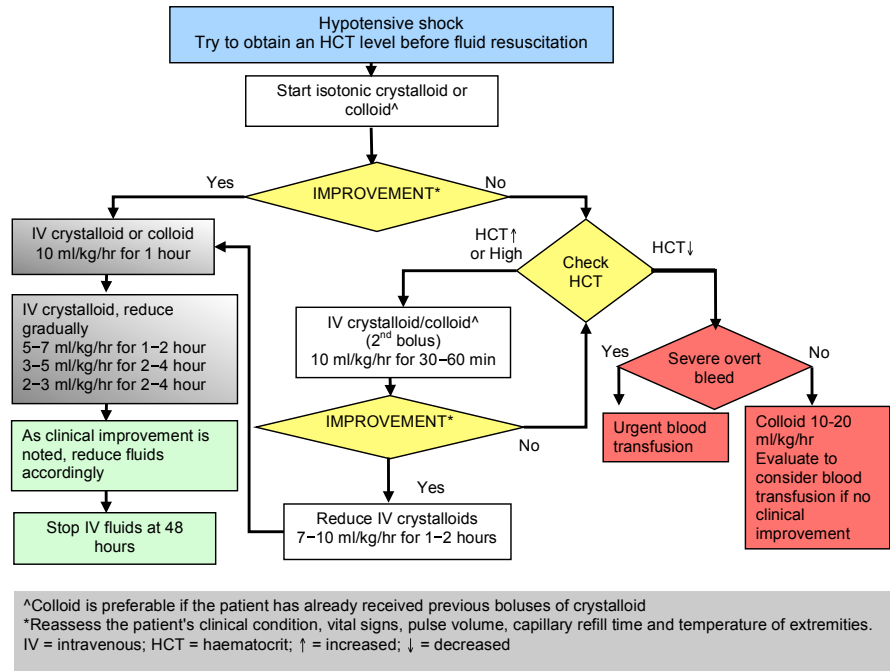 Hypotensive shock
Try to obtain an HCT level before fluid resuscitation
Start isotonic crystalloid or
colloid^
IMPROVEMENT*
Yes
No
IV crystalloid or colloid
10 ml/kg/hr for 1 hour
HCT↑
or High
Check
HCT
HCT↓
IV crystalloid, reduce
gradually
5–7 ml/kg/hr for 1–2 hour
3–5 ml/kg/hr for 2–4 hour
2–3 ml/kg/hr for 2–4 hour
IV crystalloid/colloid^
(2nd bolus)
10 ml/kg/hr for 30–60 min
Yes
Severe overt
bleed
No
IMPROVEMENT*
No
Yes
Urgent blood
transfusion
Colloid 10-20
ml/kg/hr
Evaluate to
consider blood
transfusion if no
clinical
improvement
As clinical improvement is
noted, reduce fluids
accordingly
Reduce IV crystalloids
7–10 ml/kg/hr for 1–2 hours
Stop IV fluids at 48
hours
^Colloid is preferable if the patient has already received previous boluses of crystalloid
*Reassess the patient's clinical condition, vital signs, pulse volume, capillary refill time and temperature of extremities.
IV = intravenous; HCT = haematocrit; ↑ = increased; ↓ = decreased